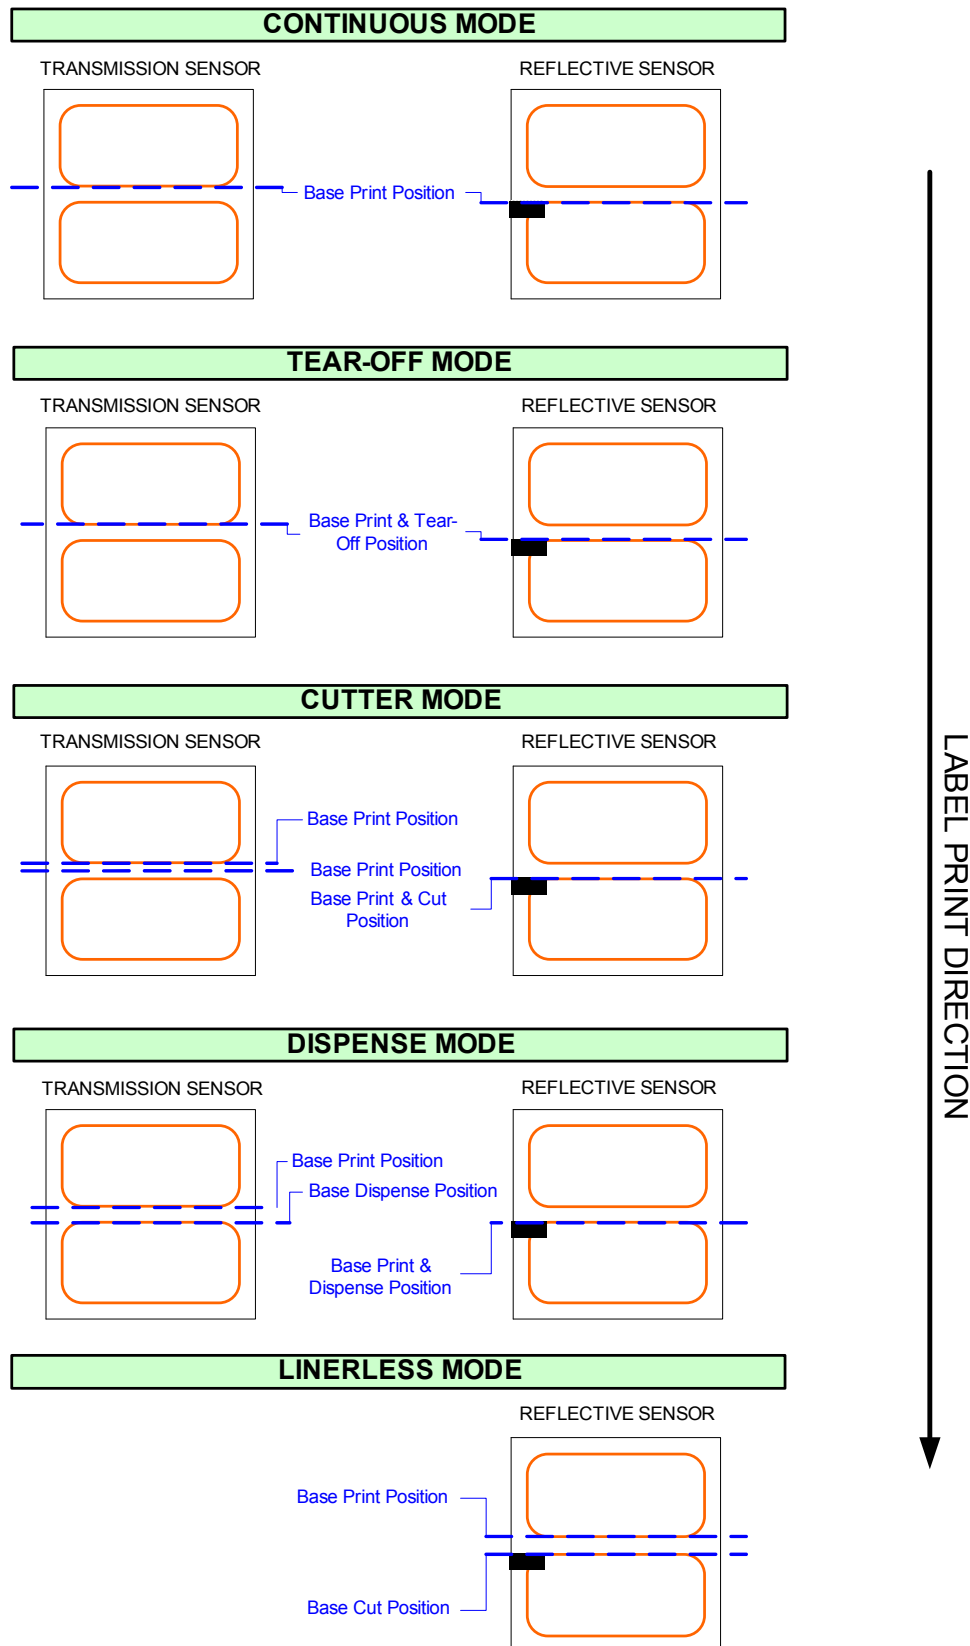 CONTINUOUS MODE
TRANSMISSION SENSOR
REFLECTIVE SENSOR
Base Print Position
TEAR-OFF MODE
TRANSMISSION SENSOR
REFLECTIVE SENSOR
Base Print & Tear-
Off Position
CUTTER MODE
TRANSMISSION SENSOR
REFLECTIVE SENSOR
Base Print Position
Base Print Position
Base Print & Cut
Position
DISPENSE MODE
TRANSMISSION SENSOR
REFLECTIVE SENSOR
Base Print Position
Base Dispense Position
Base Print &
Dispense Position
LINERLESS MODE
REFLECTIVE SENSOR
Base Print Position
Base Cut Position
LABEL PRINT DIRECTION